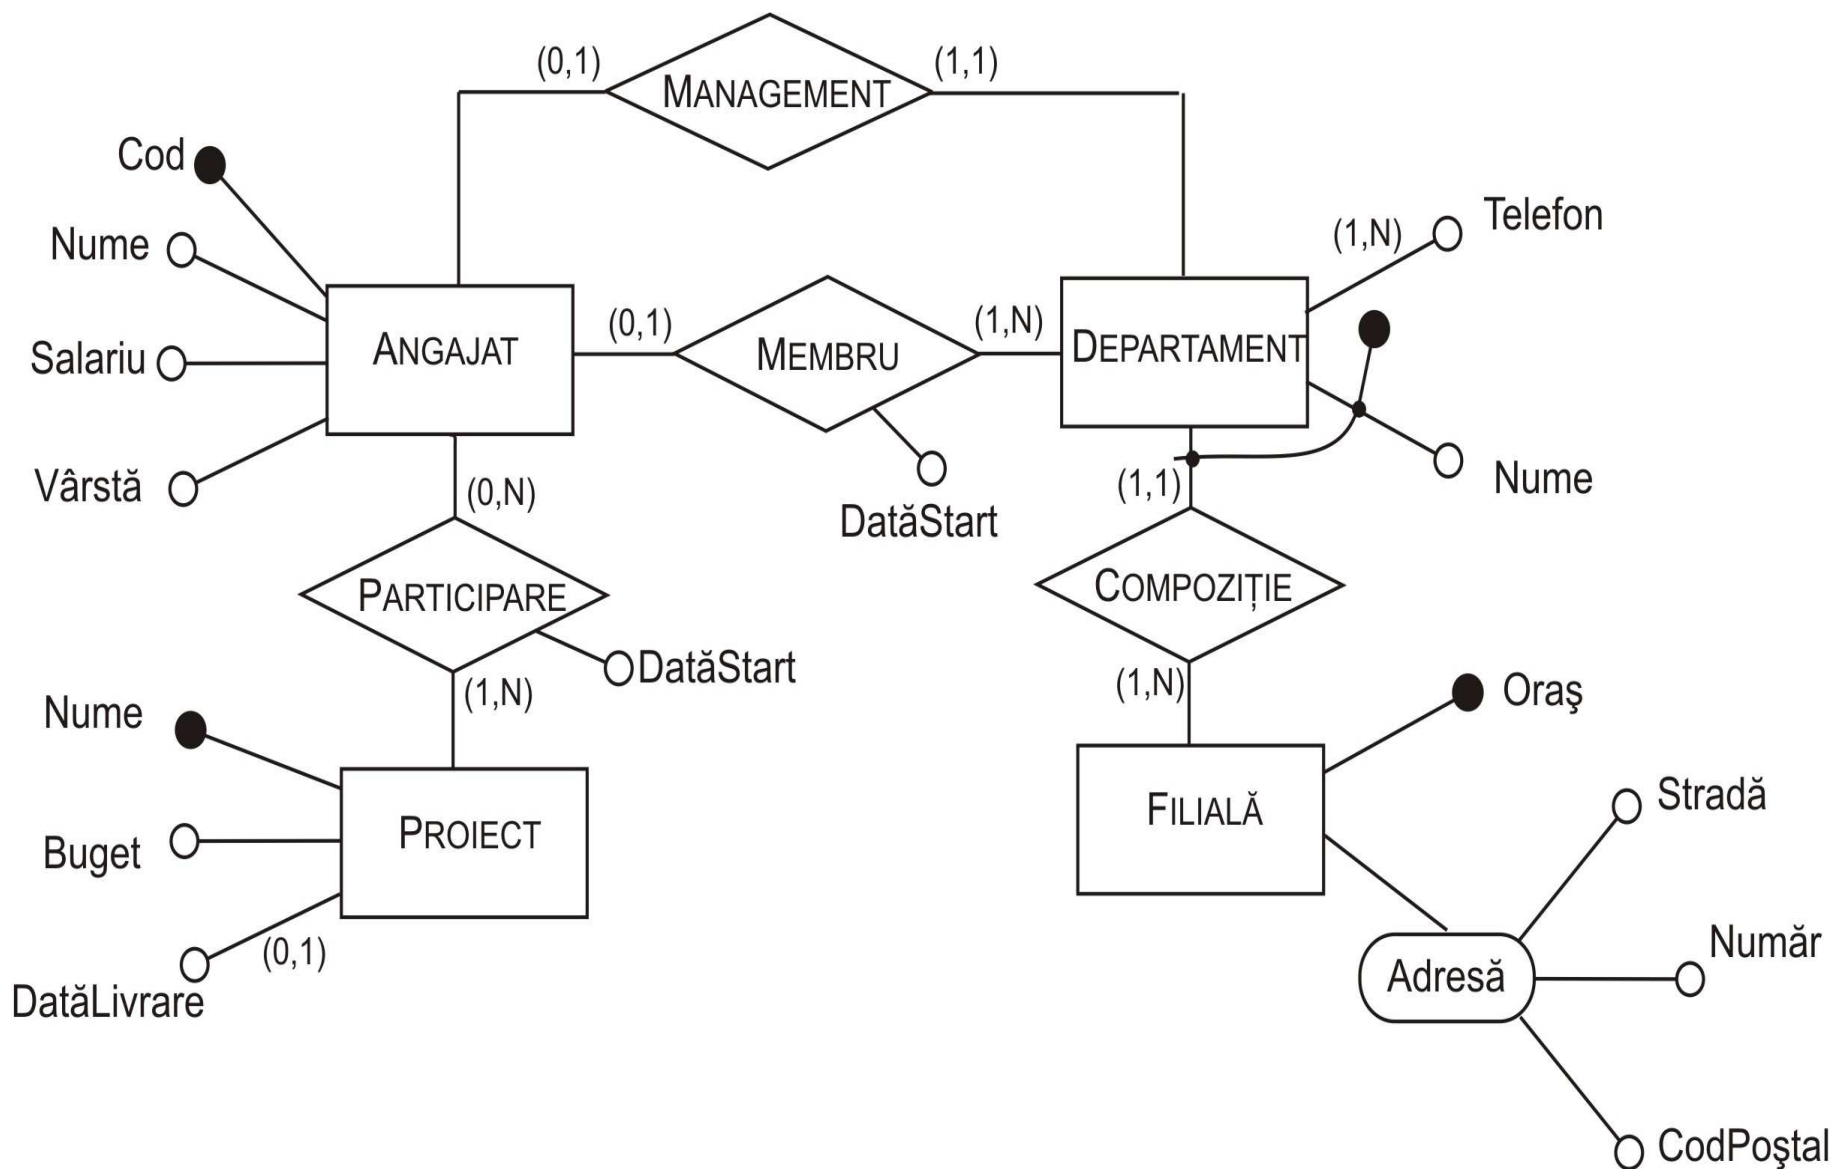 (0,1)
MANAGEMENT
(1,1)
Cod
Nume
Salariu
Vârstă
ANGAJAT
(0,1)
MEMBRU
(1,N)
DatăStart
DEPARTAMENT
(1,N)
Telefon
Nume
(0,N)
PARTICIPARE
DatăStart
(1,N)
(1,1)
COMPOZIȚIE
(1,N)
Nume
Buget
DatăLivrare
(0,1)
PROIECT
FILIALĂ
Oraş
Adresă
Stradă
Număr
CodPoştal